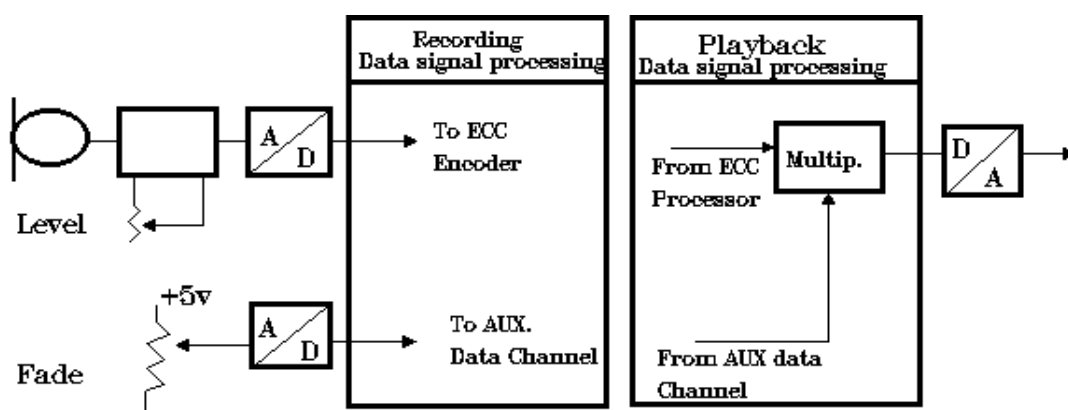 Recording
Data signal processing
Playback
Data signal processing
A
D
To ECC
Encoder
Level
From ECC
Processor
Multip.
D
A
+5v
A
D
To AUX.
Data Channel
Fade
From AUX data
Channel